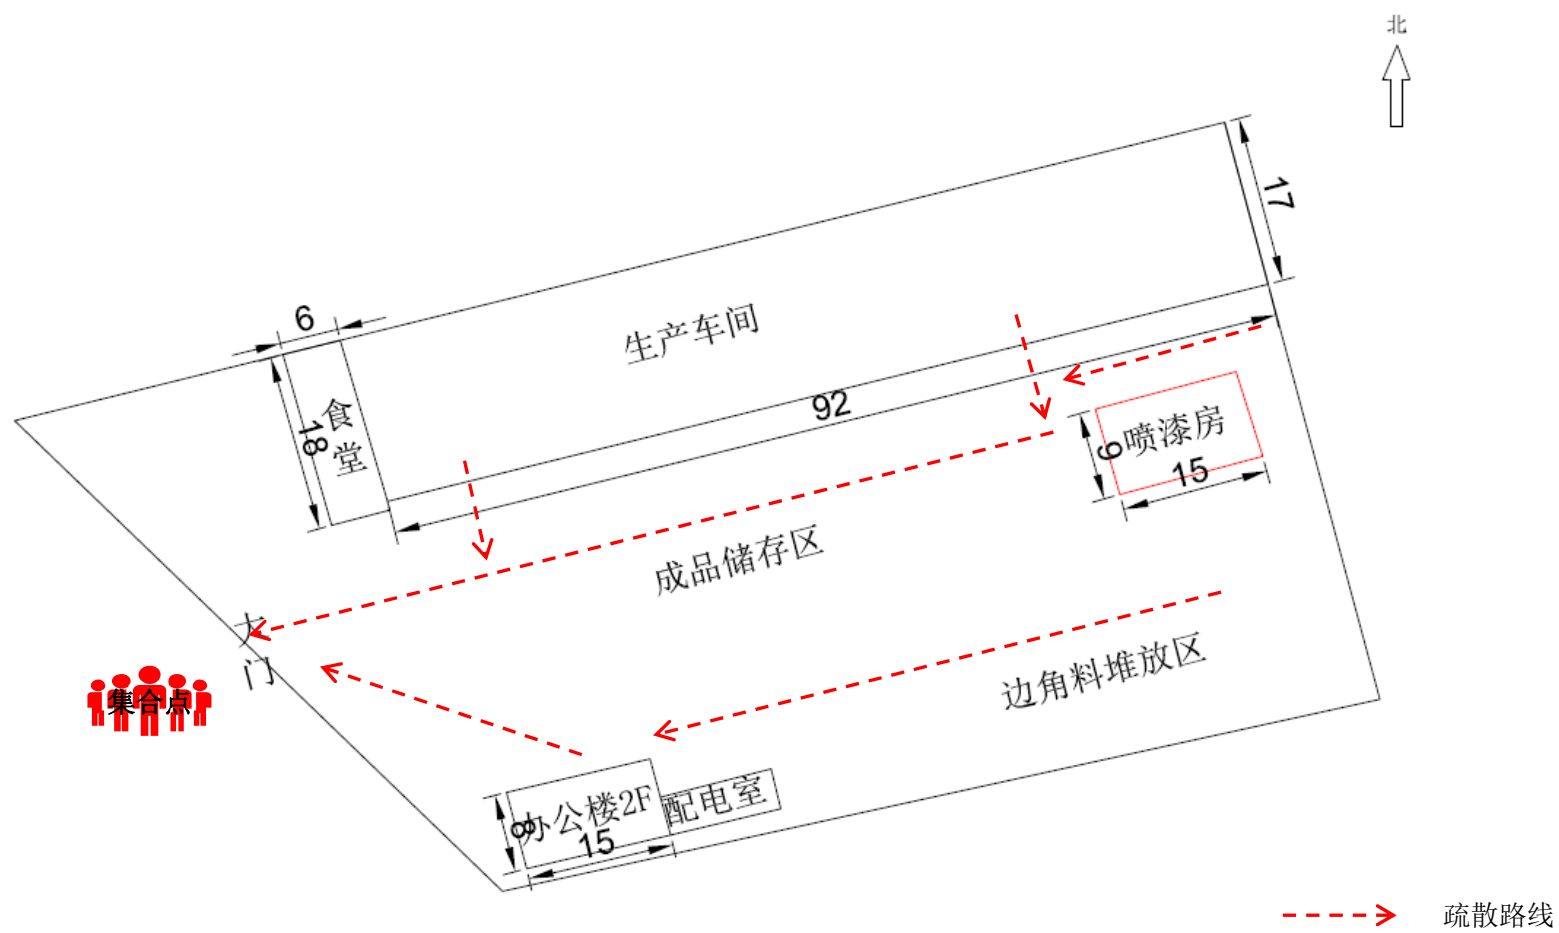 北
17
6
生产车间
食
堂
18
92
喷漆房
9
15
成品储存区
大
门
边角料堆放区
集合点
办公楼2F
配电室
8
15
疏散路线